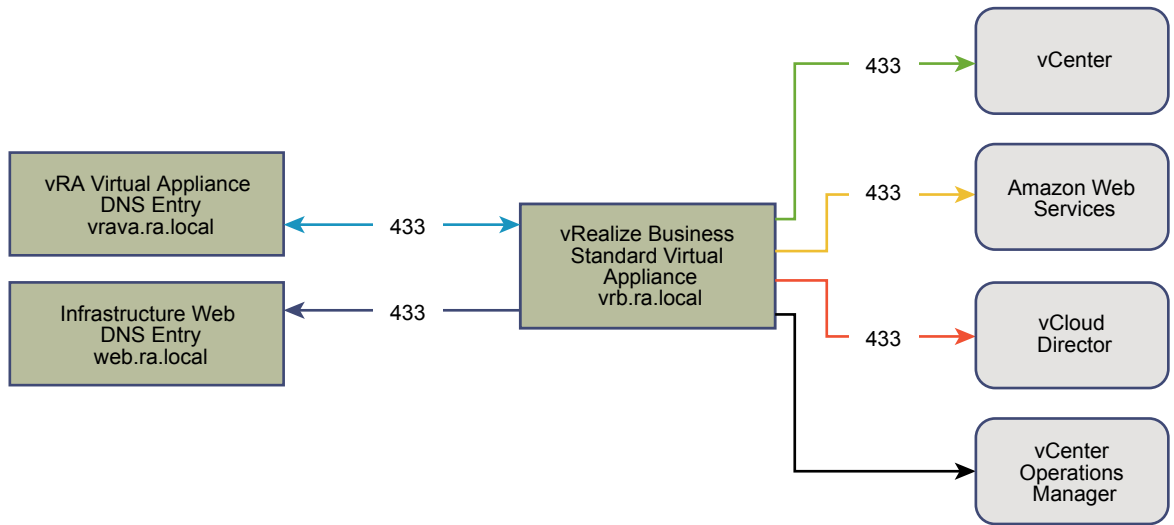 vRA Virtual Appliance
DNS Entry
vrava.ra.local
433
Infrastructure Web
DNS Entry
web.ra.local
433
vRealize Business
Standard Virtual
Appliance
vrb.ra.local
433
vCenter
433
Amazon Web
Services
433
vCloud
Director
vCenter
Operations
Manager